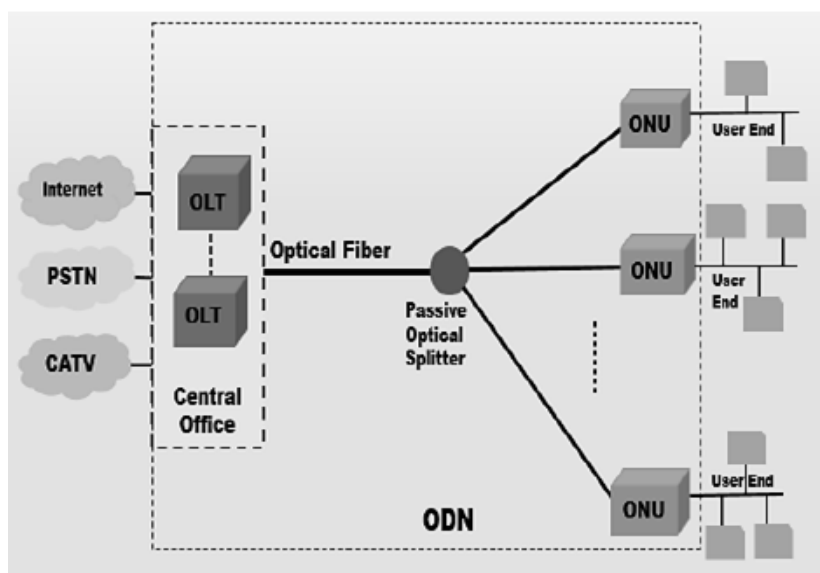 Internet
PSTN
CATV
OLT
OLT
Central
Office
Optical Fiber
Passive
Optical
Splitter
ONU
User End
ONU
User
End
ONU
User End
ODN